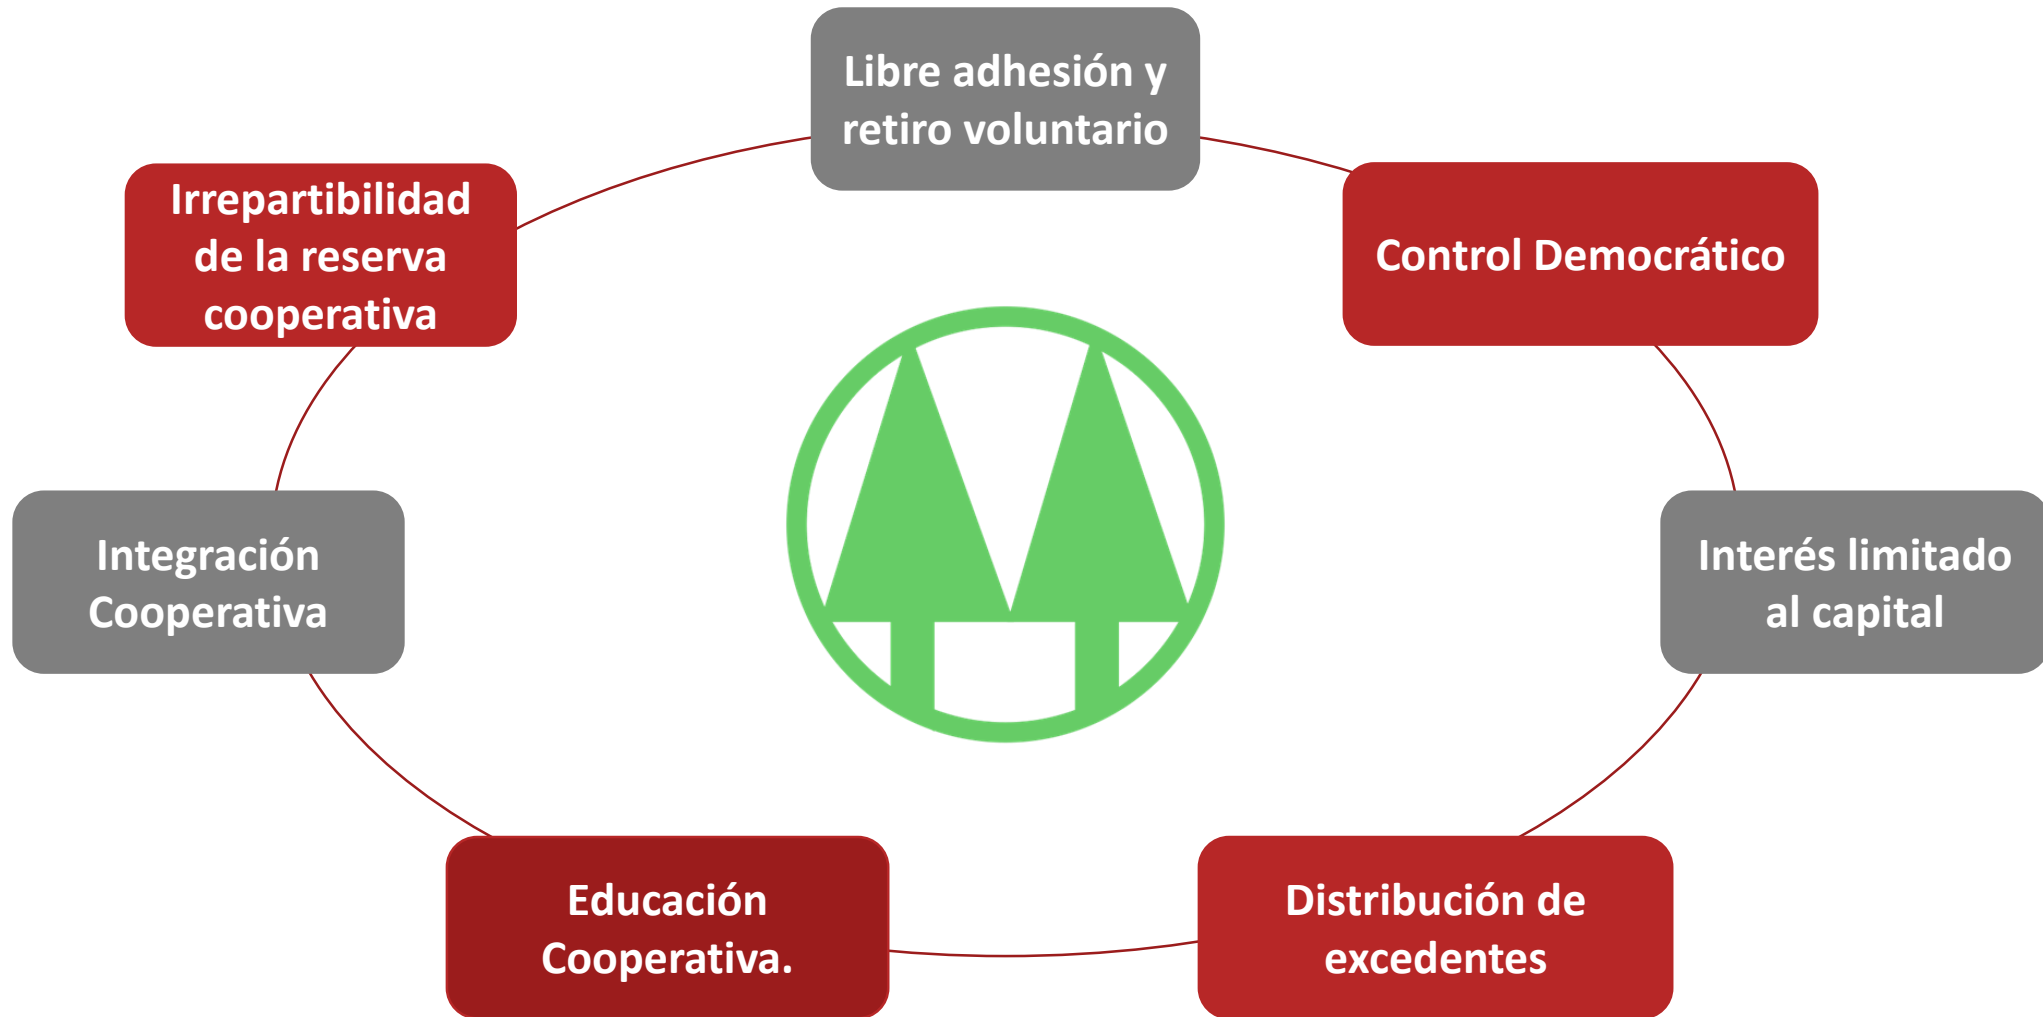 Libre adhesión y
retiro voluntario
Control Democrático
Interés limitado
al capital
Distribución de
excedentes
Educación
Cooperativa.
Integración
Cooperativa
Irrepartibilidad
de la reserva
cooperativa